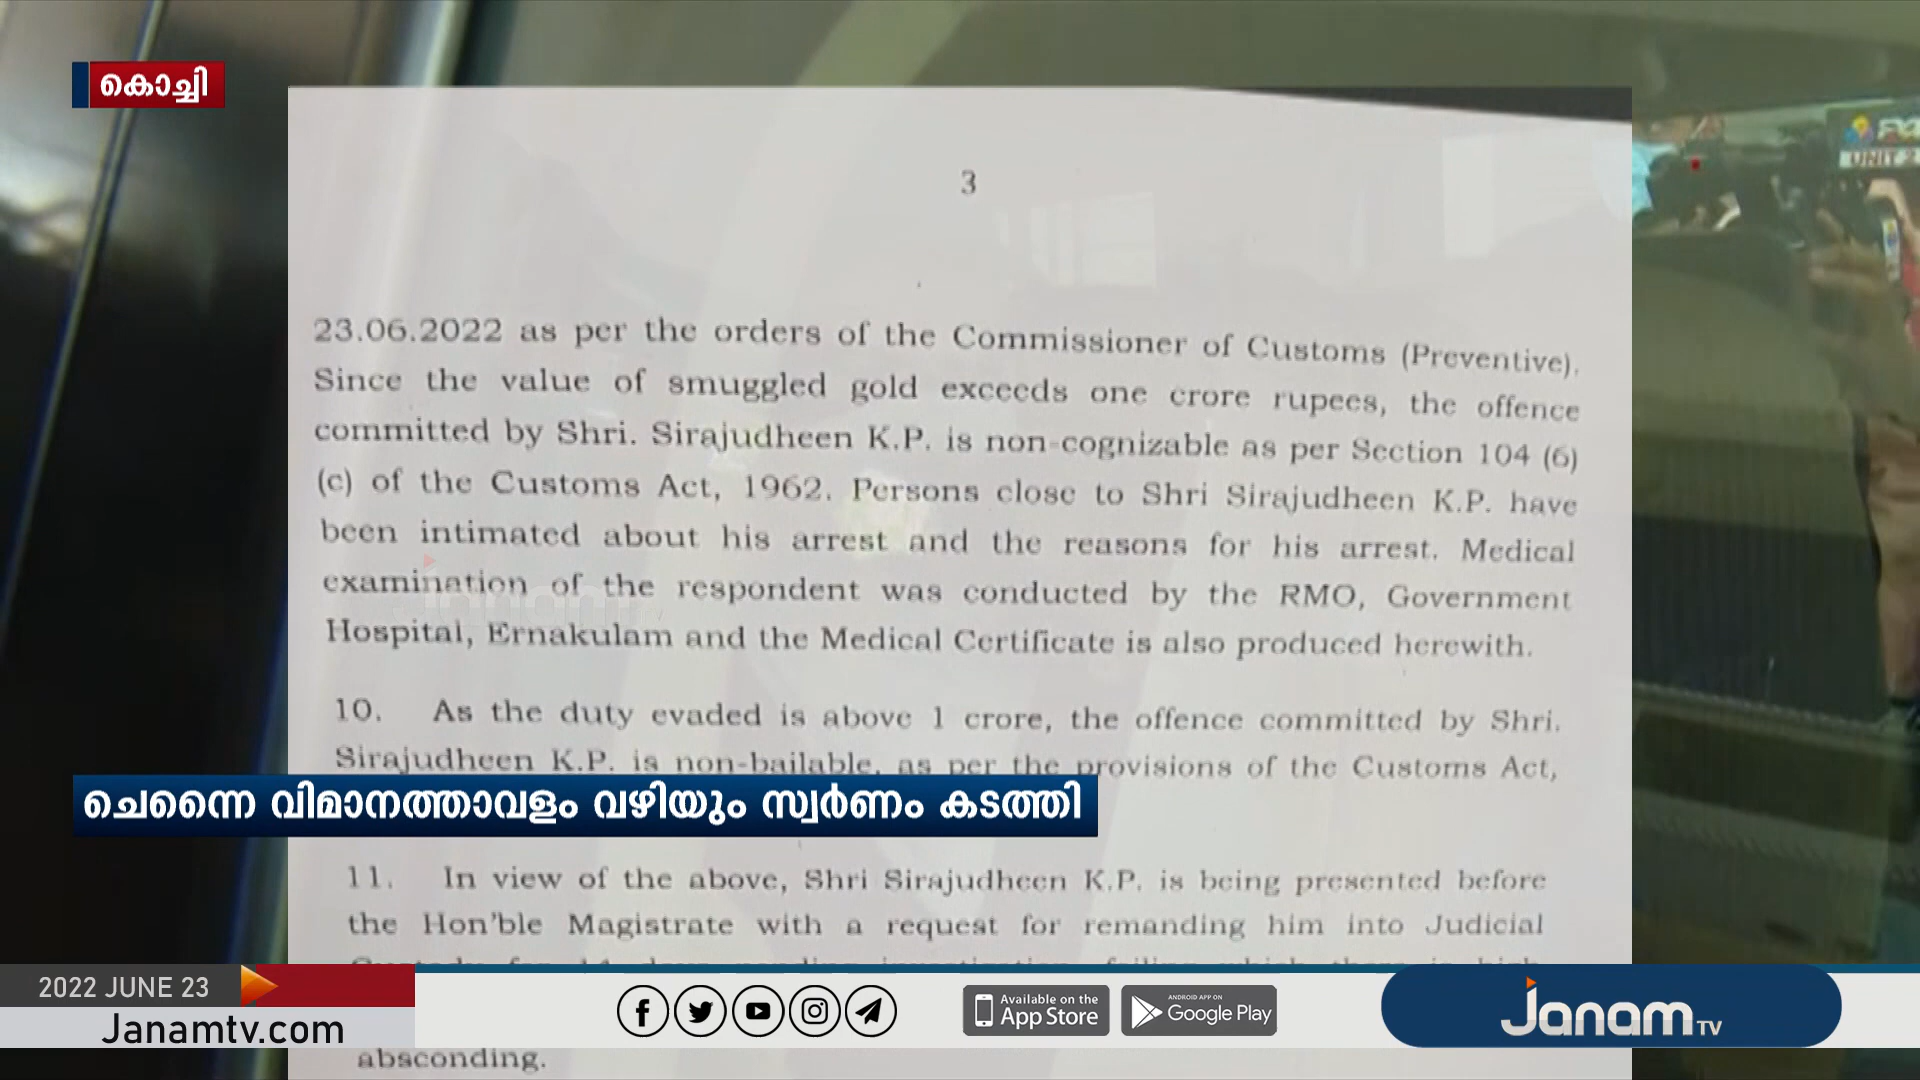 കൊച്ചി
UNIT 2
3
23.06.2022 as per the orders of the Commissioner of Customs (Preventive).
Since the value of smuggled gold exceeds one crore rupees, the offence
committed by Shri. Sirajudheen K.P. is non-cognizable as per Section 104 (6)
(c) of the Customs Act, 1962. Persons close to Shri Sirajudheen K.P. have
been intimated about his arrest and the reasons for his arrest. Medical
examination of the respondent was conducted by the RMO, Government
Hospital, Ernakulam and the Medical Certificate is also produced herewith.
Janam
10. As the duty evaded is above 1 crore, the offence committed by Shri.
Sirajudheen K.P. is non-bailable, as per the provisions of the Customs Act,
ചെന്നൈ വിമാനത്താവളം വഴിയും സ്വർണം കടത്തി
11. In view of the above, Shri Sirajudheen K.P. is being presented before
the Hon'ble Magistrate with a request for remanding him into Judicial
absconding.
2022 JUNE 23
Janamtv.com
Available on the
App Store
ANDROID APP ON
Google Play
Janam TV